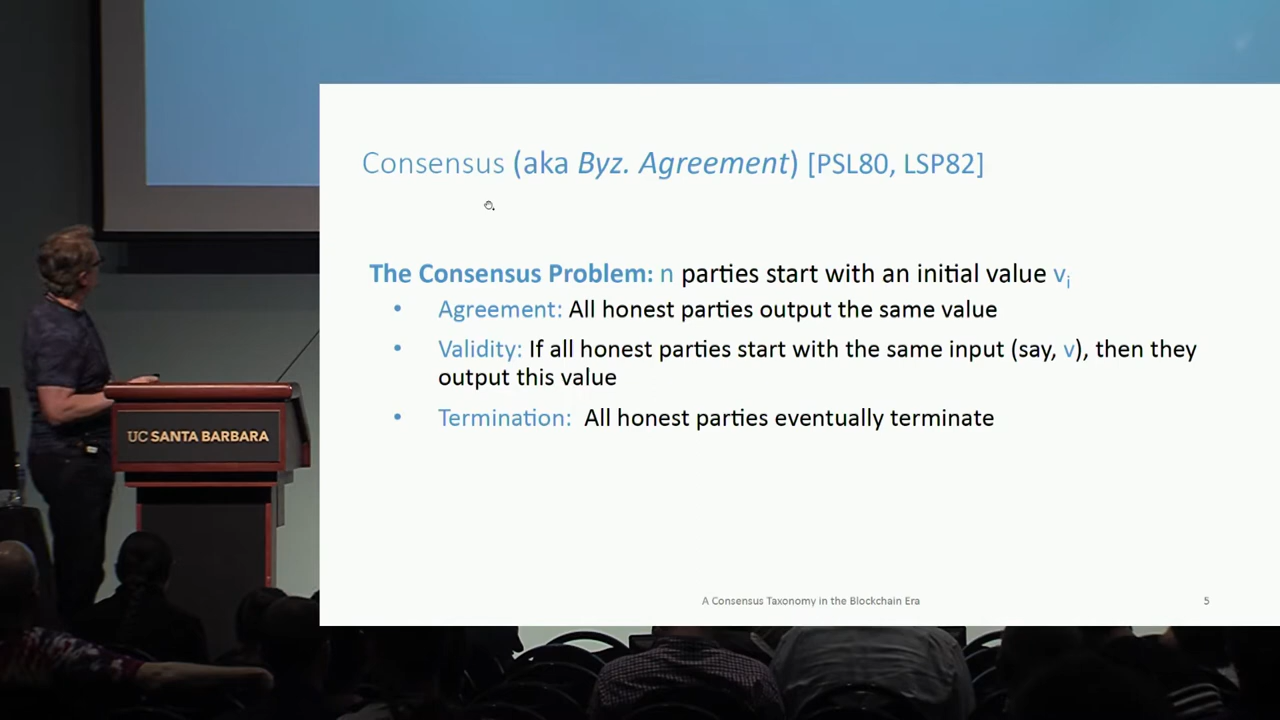 Consensus (aka Byz. Agreement) [PSL80, LSP82]
The Consensus Problem: n parties start with an initial value vᵢ
• Agreement: All honest parties output the same value
• Validity: If all honest parties start with the same input (say, v), then they
output this value
• Termination: All honest parties eventually terminate
A Consensus Taxonomy in the Blockchain Era 5
UC SANTA BARBARA